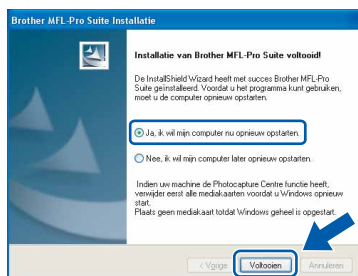 Brother MFL-Pro Suite Installatie
Installatie van Brother MFL-Pro Suite voltooid!
De InstallShield Wizard heeft met succes Brother MFL-Pro
Suite geïnstalleerd. Voordat u het programma kunt gebruiken,
moet u de computer opnieuw opstarten.
Ja, ik wil mijn computer nu opnieuw opstarten.
Nee, ik wil mijn computer later opnieuw opstarten.
Indien uw machine de Photocapture Centre functie heeft,
verwijder eerst alle mediakaarten voordat u Windows opnieuw
start.
Plaats geen mediakaart totdat Windows geheel is opgestart.
< Vorige
Voltooien
Annuleren